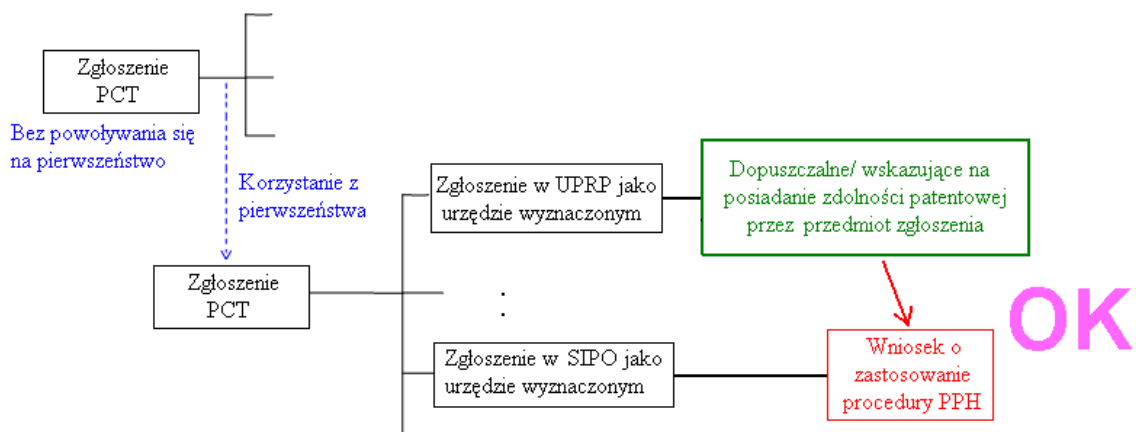 Zgłoszenie
PCT
Bez powoływania się
na pierwszeństwo
Korzystanie z
pierwszeństwa
Zgłoszenie
PCT
Zgłoszenie w UPRP jako
urzędzie wyznaczonym
Dopuszczalne/ wskazujące na
posiadanie zdolności patentowej
przez przedmiot zgłoszenia
:
Zgłoszenie w SIPO jako
urzędzie wyznaczonym
Wniosek o
zastosowanie
procedury PPH
OK